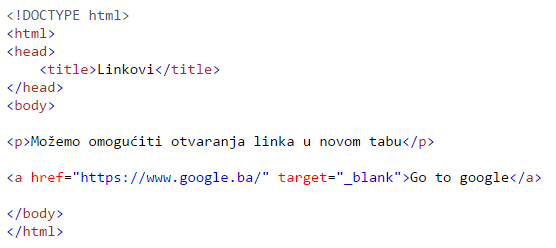 <!DOCTYPE html>
<html>
<head>
    <title>Linkovi</title>
</head>
<body>

<p>Možemo omogućiti otvaranja linka u novom tabu</p>

<a href="https://www.google.ba/" target="_blank">Go to google</a>

</body>
</html>